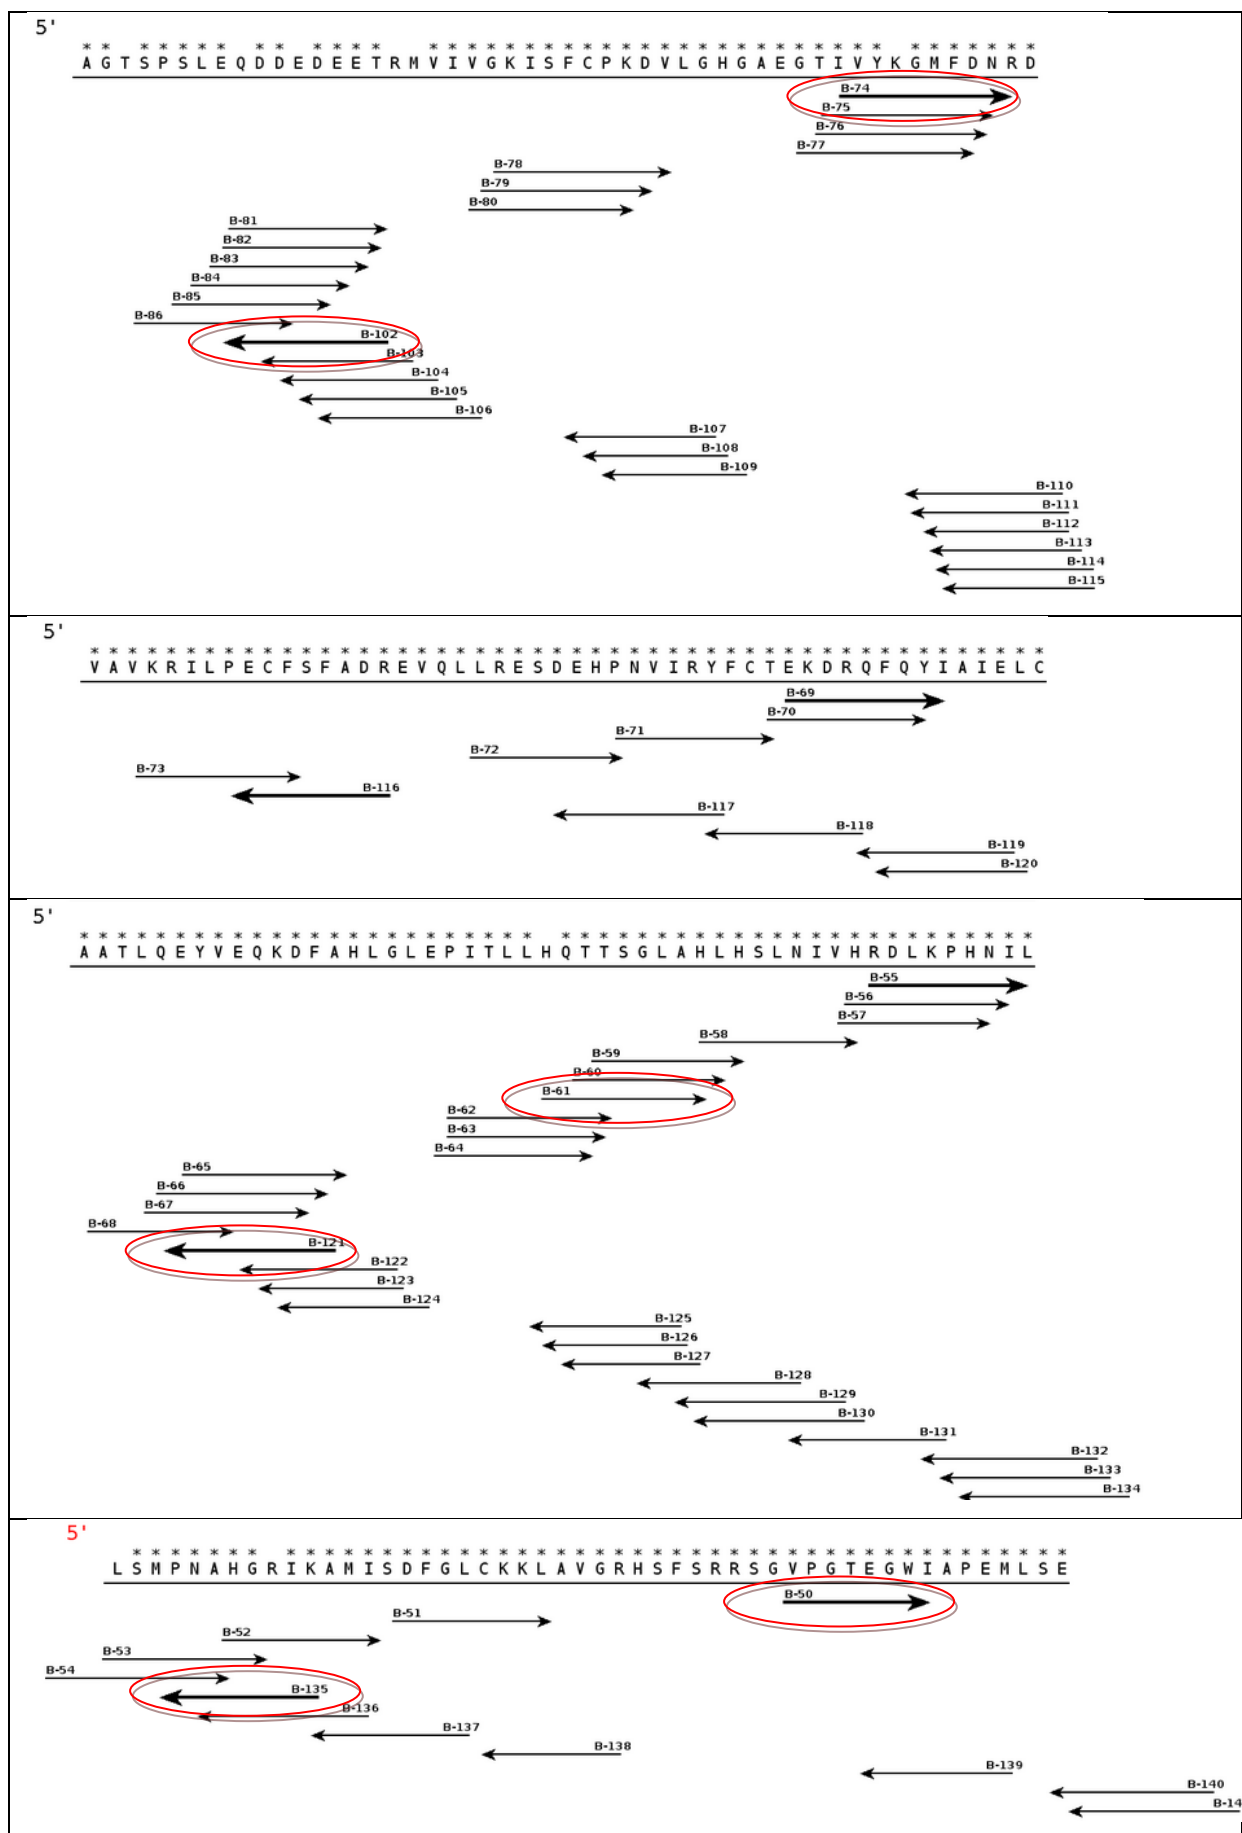 5'
A G T S P S L E Q D D E D E E T R M V I V G K I S F C P K D V L G H G A E G T I V Y K G M F D N R D
B-74
B-75
B-76
B-77
B-78
B-79
B-80
B-81
B-82
B-83
B-84
B-85
B-86
B-102
B-103
B-104
B-105
B-106
B-107
B-108
B-109
B-110
B-111
B-112
B-113
B-114
B-115
5'
V A V K R I L P E C F S F A D R E V Q L L R E S D E H P N V I R Y F C T E K D R Q F Q Y I A I E L C
B-69
B-70
B-71
B-72
B-73
B-116
B-117
B-118
B-119
B-120
5'
A A T L Q E Y V E Q K D F A H L G L E P I T L L H Q T T S G L A H L H S L N I V H R D L K P H N I L
B-55
B-56
B-57
B-58
B-59
B-60
B-61
B-62
B-63
B-64
B-65
B-66
B-67
B-68
B-121
B-122
B-123
B-124
B-125
B-126
B-127
B-128
B-129
B-130
B-131
B-132
B-133
B-134
5'
L S M P N A H G R I K A M I S D F G L C K K L A V G R H S F S R R S G V P G T E G W I A P E M L S E
B-50
B-51
B-52
B-53
B-54
B-135
B-136
B-137
B-138
B-139
B-140
B-14